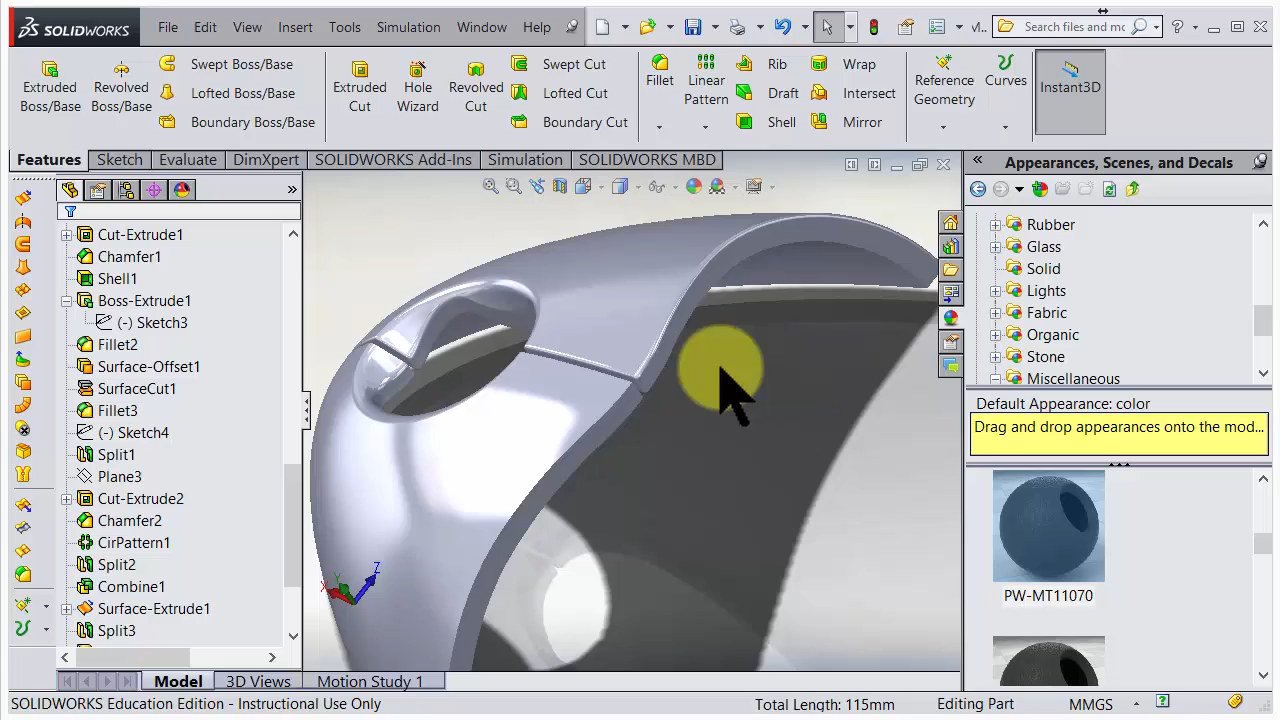 SOLIDWORKS File Edit View Insert Tools Simulation Window Help Search files and mc
Extruded Boss/Base
Revolved Boss/Base
Swept Boss/Base
Lofted Boss/Base
Boundary Boss/Base
Extruded Cut
Hole Wizard
Revolved Cut
Swept Cut
Lofted Cut
Boundary Cut
Fillet
Linear Pattern
Rib
Draft
Shell
Wrap
Intersect
Mirror
Reference Geometry
Curves
Instant3D
Features Sketch Evaluate DimXpert SOLIDWORKS Add-Ins Simulation SOLIDWORKS MBD
Cut-Extrude1
Chamfer1
Shell1
Boss-Extrude1
(-) Sketch3
Fillet2
Surface-Offset1
SurfaceCut1
Fillet3
(-) Sketch4
Split1
Plane3
Cut-Extrude2
Chamfer2
CirPattern1
Split2
Combine1
Surface-Extrude1
Split3
X Y Z
Appearances, Scenes, and Decals
Rubber
Glass
Solid
Lights
Fabric
Organic
Stone
Miscellaneous
Default Appearance: color
Drag and drop appearances onto the mod...
PW-MT11070
Model 3D Views Motion Study 1
SOLIDWORKS Education Edition - Instructional Use Only Total Length: 115mm Editing Part MMGS